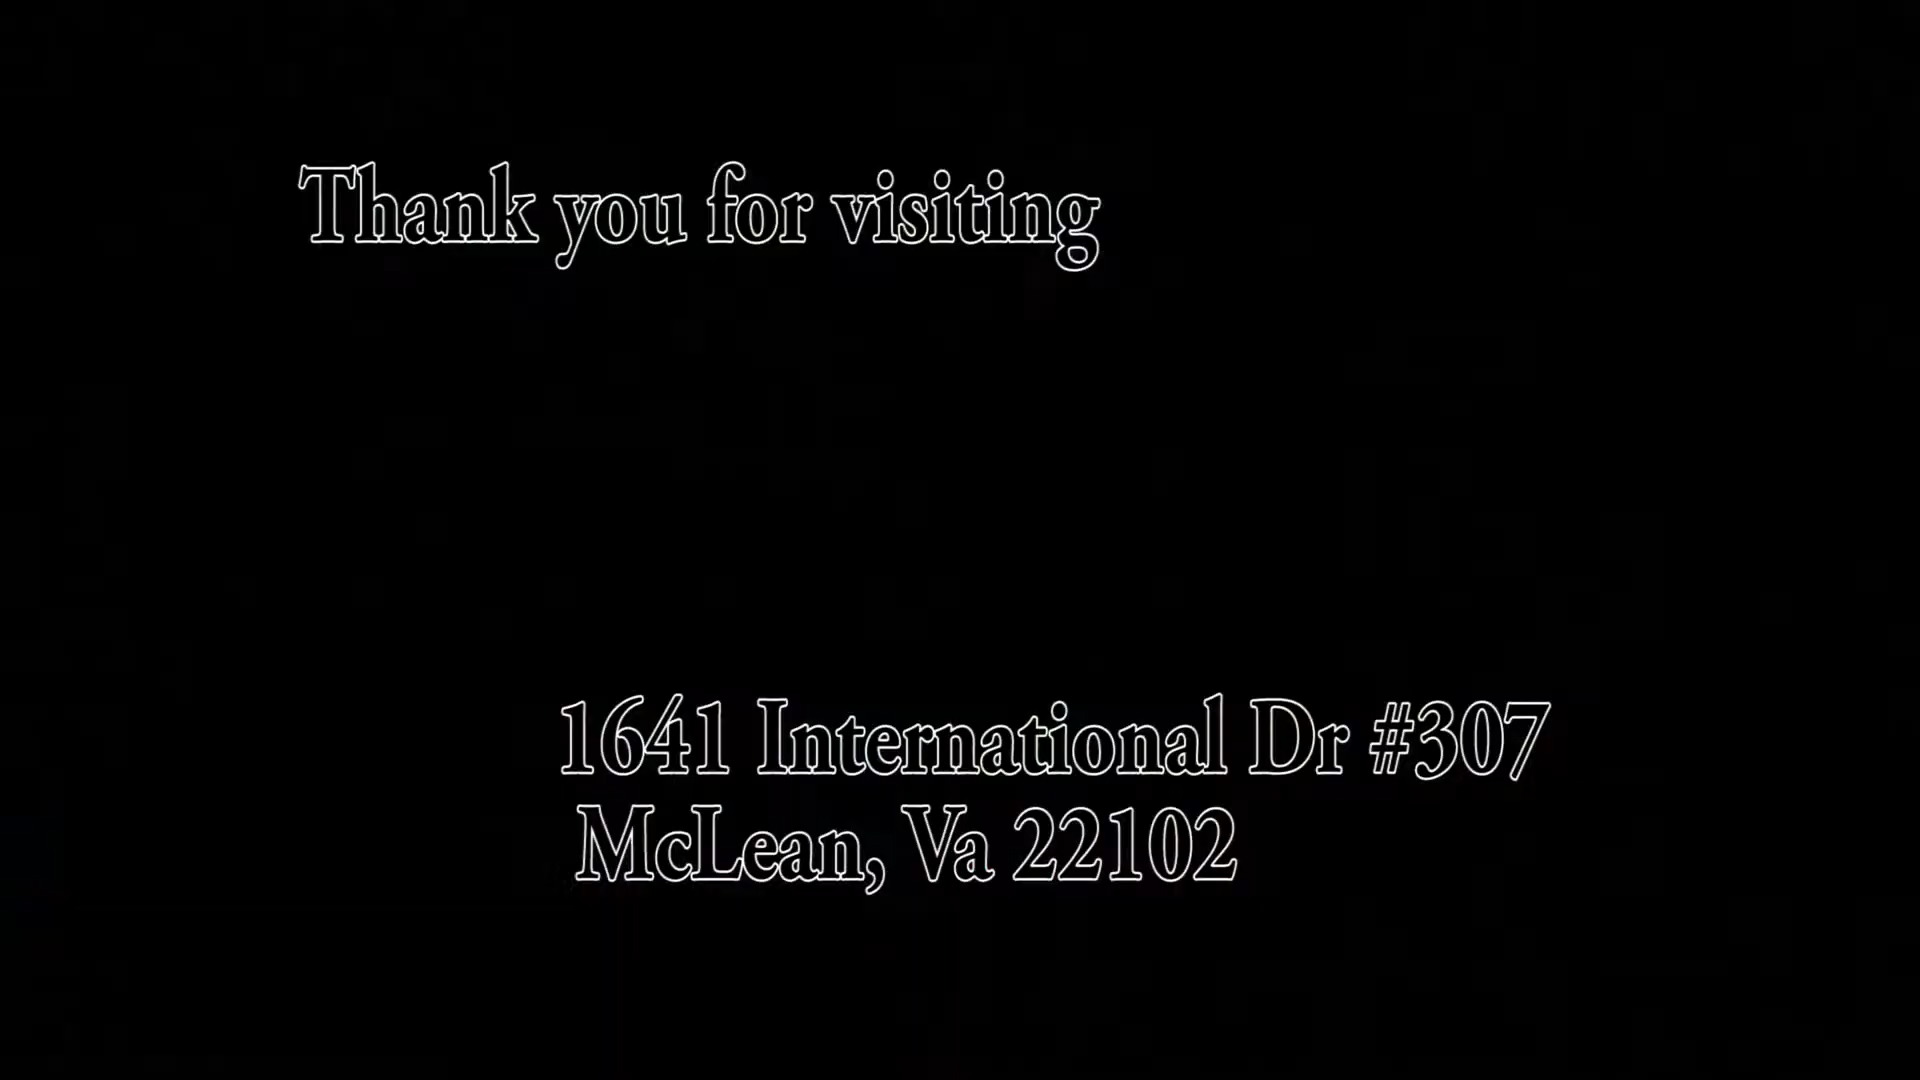 Thank you for visiting
1641 International Dr #307
McLean, Va 22102